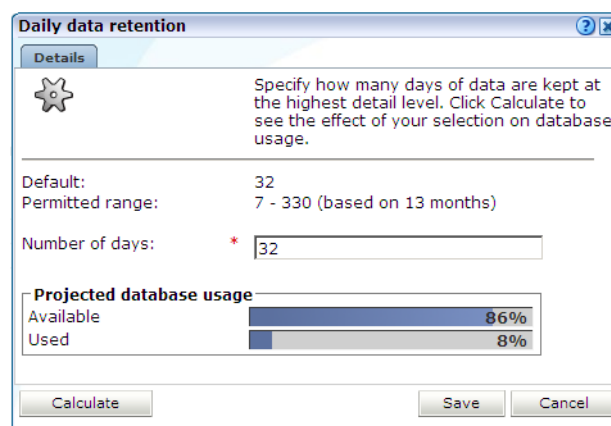 Daily data retention
?
Details
Specify how many days of data are kept at
the highest detail level. Click Calculate to
see the effect of your selection on database
usage.
Default: 32
Permitted range: 7 - 330 (based on 13 months)
Number of days: * 32
Projected database usage
Available 86%
Used 8%
Calculate Save Cancel